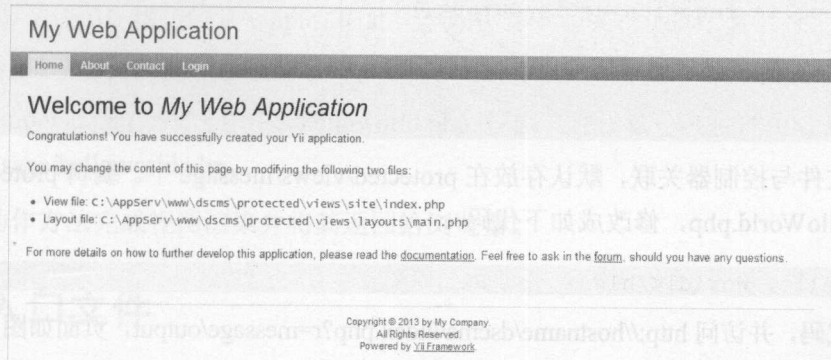 My Web Application
Home About Contact Login
Welcome to My Web Application
Congratulations! You have successfully created your Yii application.
You may change the content of this page by modifying the following two files:
• View file: C:\AppServ\www\dscms\protected\views\site\index.php
• Layout file: C:\AppServ\www\dscms\protected\views\layouts\main.php
For more details on how to further develop this application, please read the documentation. Feel free to ask in the forum, should you have any questions.
Copyright © 2013 by My Company.
All Rights Reserved.
Powered by Yii Framework.